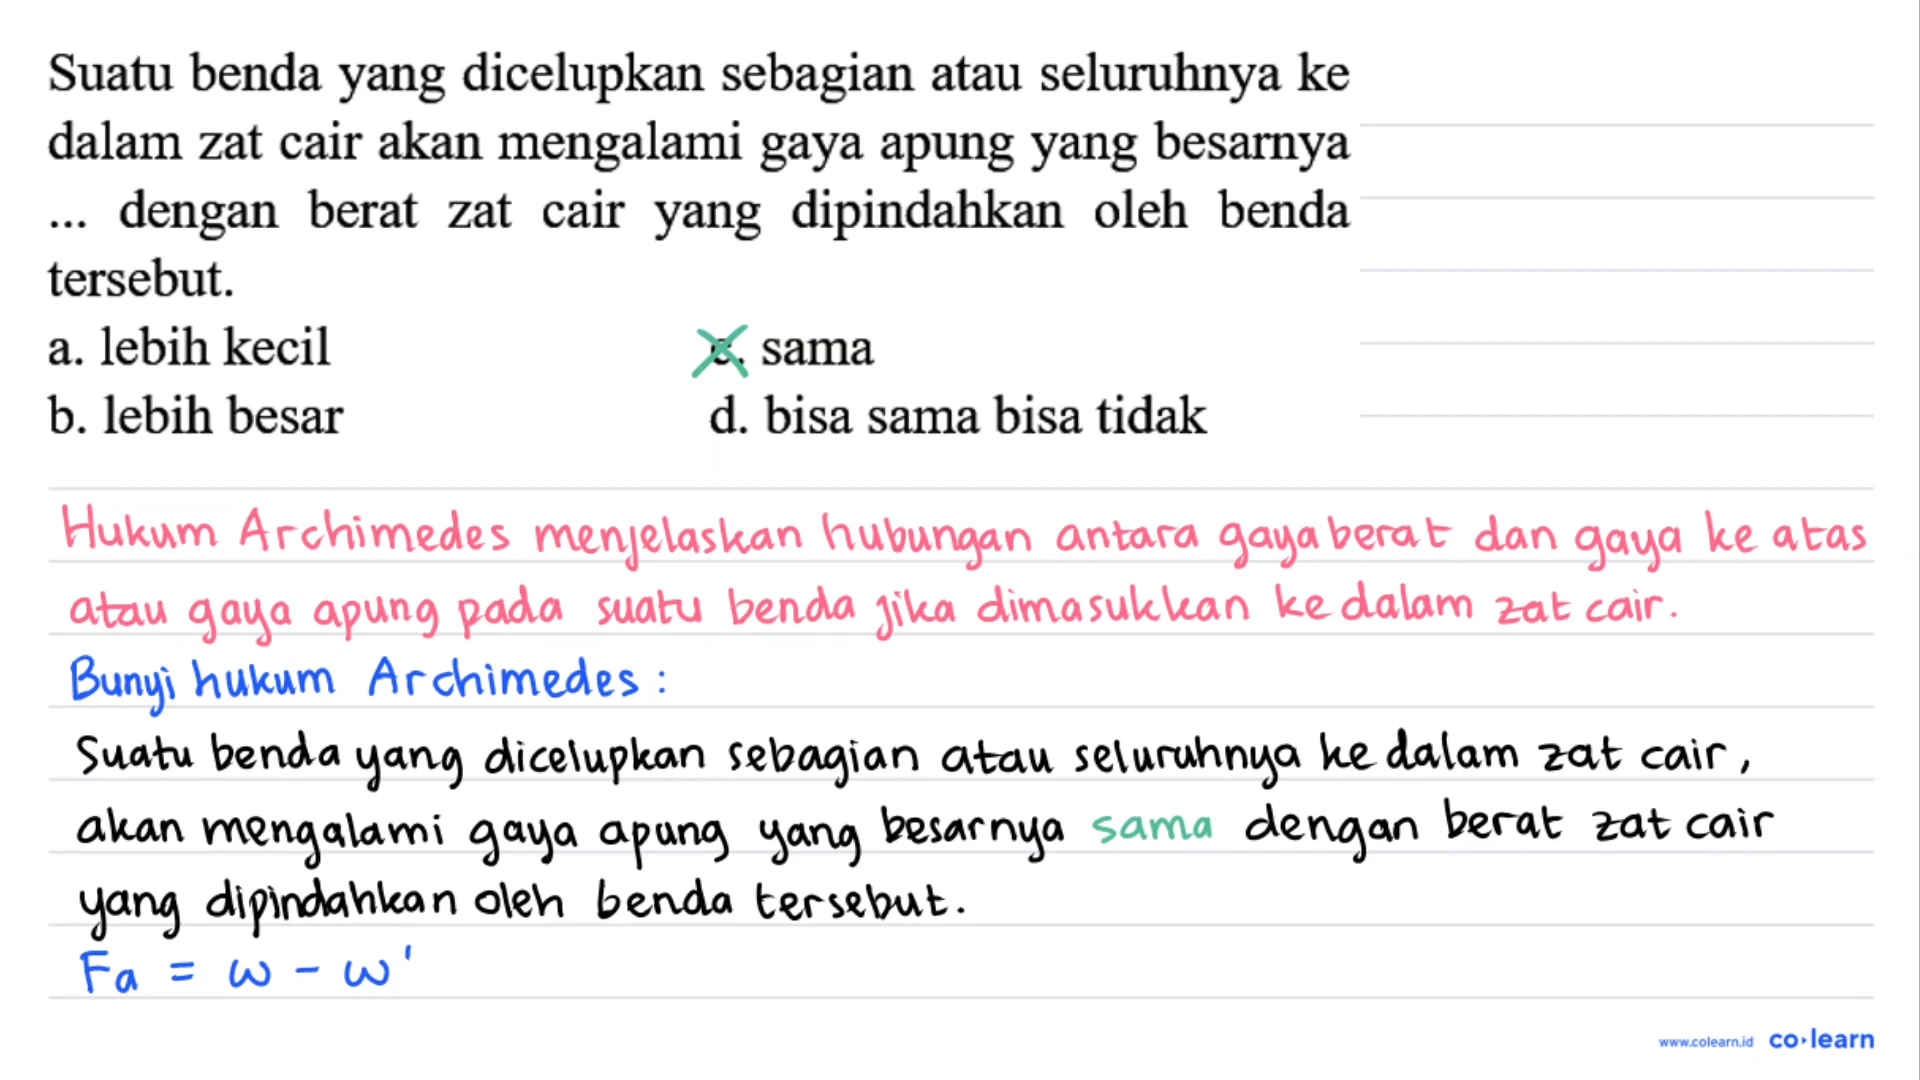 Suatu benda yang dicelupkan sebagian atau seluruhnya ke
dalam zat cair akan mengalami gaya apung yang besarnya
... dengan berat zat cair yang dipindahkan oleh benda
tersebut.
a. lebih kecil
c. sama
b. lebih besar
d. bisa sama bisa tidak
Hukum Archimedes menjelaskan hubungan antara gaya berat dan gaya ke atas
atau gaya apung pada suatu benda jika dimasukkan ke dalam zat cair.
Bunyi hukum Archimedes :
Suatu benda yang dicelupkan sebagian atau seluruhnya ke dalam zat cair,
akan mengalami gaya apung yang besarnya sama dengan berat zat cair
yang dipindahkan oleh benda tersebut.
Fa = w - w'
www.colearn.id co·learn